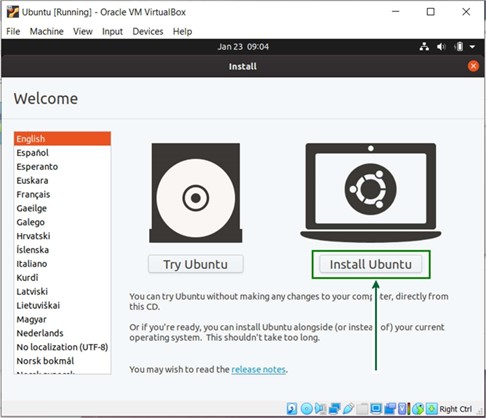 Ubuntu [Running] - Oracle VM VirtualBox
File Machine View Input Devices Help
Jan 23 09:04
Install
Welcome
English
Español
Esperanto
Euskara
Français
Gaeilge
Galego
Hrvatski
Íslenska
Italiano
Kurdî
Latviski
Lietuviškai
Magyar
Nederlands
No localization (UTF-8)
Norsk bokmål
Try Ubuntu
Install Ubuntu
You can try Ubuntu without making any changes to your computer, directly from
this CD.
Or if you're ready, you can install Ubuntu alongside (or instead of) your current
operating system. This shouldn't take too long.
You may wish to read the release notes.
Right Ctrl